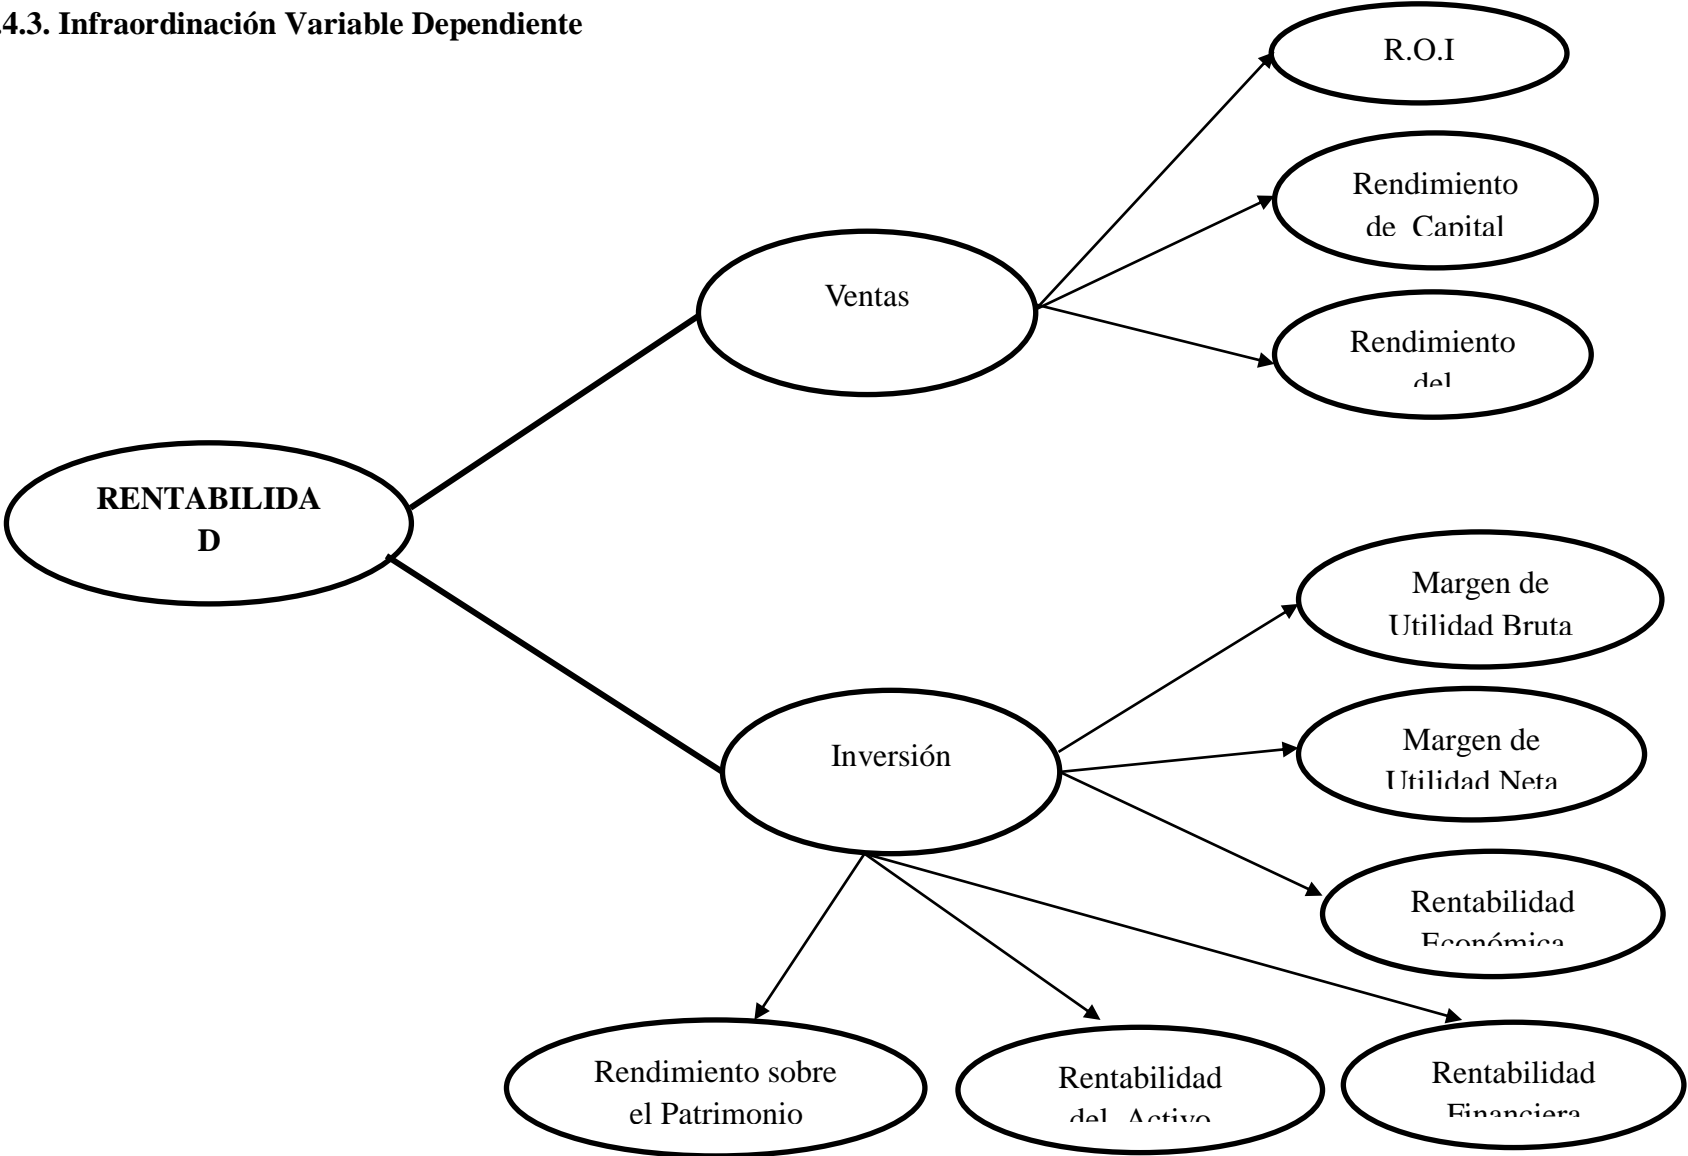 .4.3. Infraordinación Variable Dependiente
R.O.I
Rendimiento
de Capital
Ventas
Rendimiento
del
RENTABILIDA
D
Margen de
Utilidad Bruta
Inversión
Margen de
Utilidad Neta
Rentabilidad
Económica
Rendimiento sobre
el Patrimonio
Rentabilidad
del Activo
Rentabilidad
Financiera